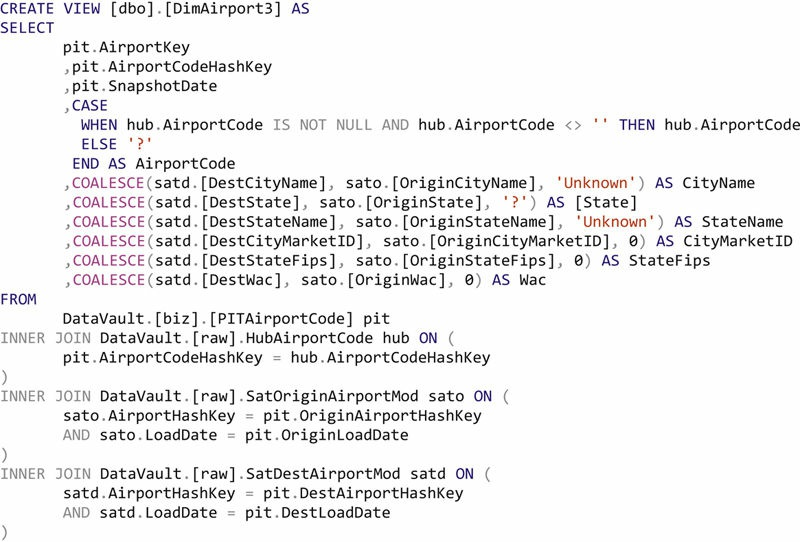 CREATE VIEW [dbo].[DimAirport3] AS
SELECT
pit.AirportKey
,pit.AirportCodeHashKey
,pit.SnapshotDate
,CASE
WHEN hub.AirportCode IS NOT NULL AND hub.AirportCode <> '' THEN hub.AirportCode
ELSE '?'
END AS AirportCode
,COALESCE(satd.[DestCityName], sato.[OriginCityName], 'Unknown') AS CityName
,COALESCE(satd.[DestState], sato.[OriginState], '?') AS [State]
,COALESCE(satd.[DestStateName], sato.[OriginStateName], 'Unknown') AS StateName
,COALESCE(satd.[DestCityMarketID], sato.[OriginCityMarketID], 0) AS CityMarketID
,COALESCE(satd.[DestStateFips], sato.[OriginStateFips], 0) AS StateFips
,COALESCE(satd.[DestWac], sato.[OriginWac], 0) AS Wac
FROM
DataVault.[biz].[PITAirportCode] pit
INNER JOIN DataVault.[raw].HubAirportCode hub ON (
pit.AirportCodeHashKey = hub.AirportCodeHashKey
)
INNER JOIN DataVault.[raw].SatOriginAirportMod sato ON (
sato.AirportHashKey = pit.OriginAirportHashKey
AND sato.LoadDate = pit.OriginLoadDate
)
INNER JOIN DataVault.[raw].SatDestAirportMod satd ON (
satd.AirportHashKey = pit.DestAirportHashKey
AND satd.LoadDate = pit.DestLoadDate
)